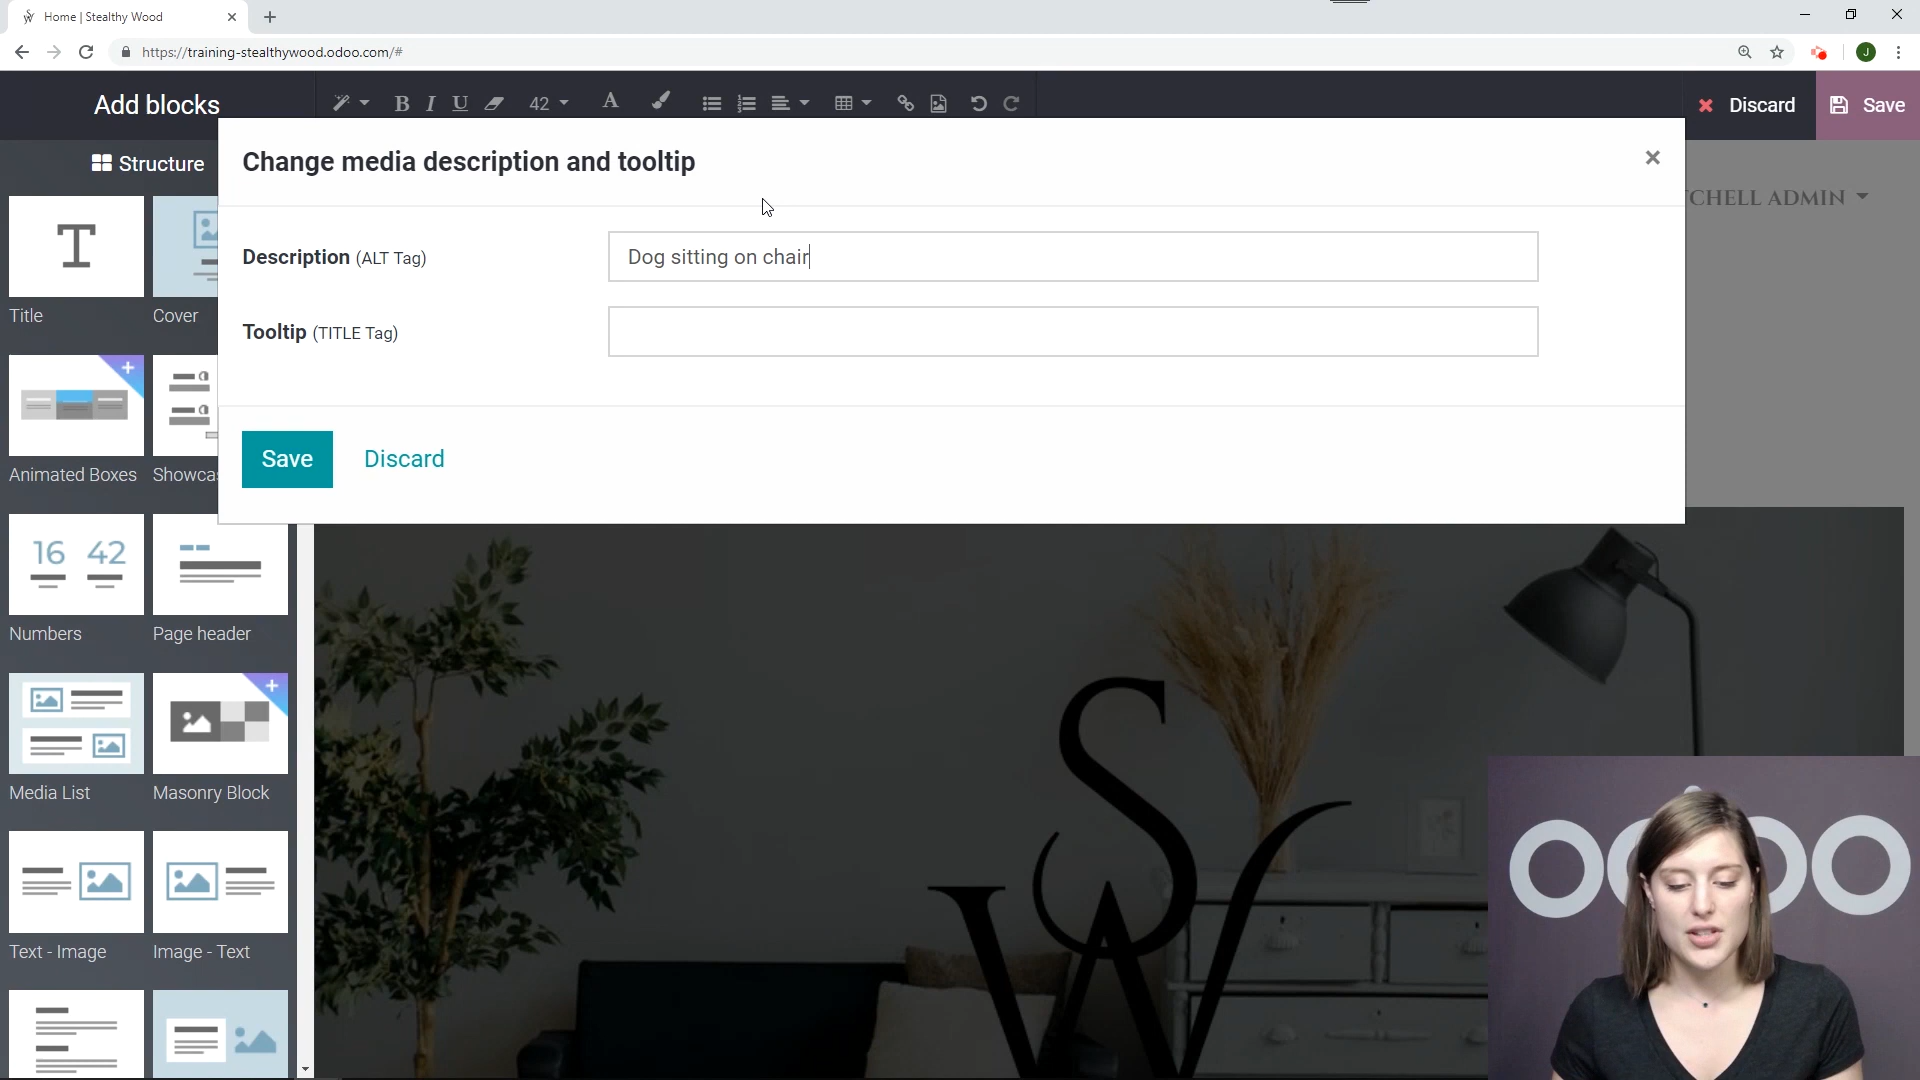 Home | Stealthy Wood
https://training-stealthywood.odoo.com/#
Add blocks
B I U
42
A
Discard
Save
Structure
Change media description and tooltip
×
CHELL ADMIN
Description (ALT Tag)
Dog sitting on chair
Tooltip (TITLE Tag)
Save
Discard
T
Title
Cover
Animated Boxes
Showca
16 42
Numbers
Page header
Media List
Masonry Block
Text - Image
Image - Text
S
W
odoo
J